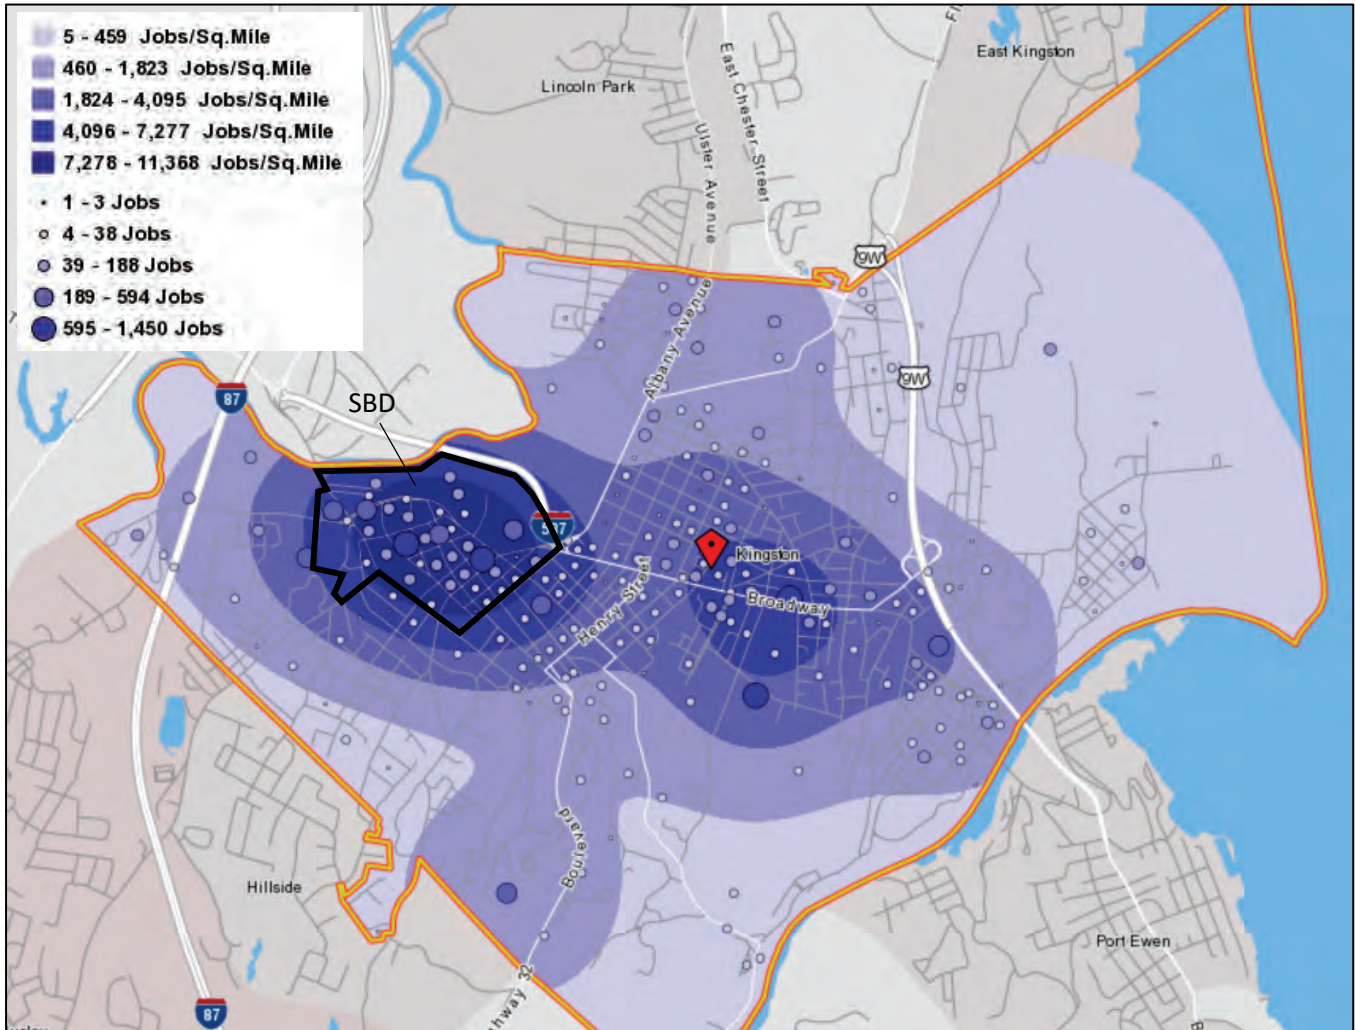 5 - 459 Jobs/Sq.Mile
460 - 1,823 Jobs/Sq.Mile
1,824 - 4,095 Jobs/Sq.Mile
4,096 - 7,277 Jobs/Sq.Mile
7,278 - 11,368 Jobs/Sq.Mile
1 - 3 Jobs
4 - 38 Jobs
39 - 188 Jobs
189 - 594 Jobs
595 - 1,450 Jobs
East Kingston
Lincoln Park
East Chester Street
Ulster Avenue
9W
Albany Avenue
9W
87
SBD
Kingston
Henry Street
Broadway
Boulevard
Hillside
Port Ewen
32
87